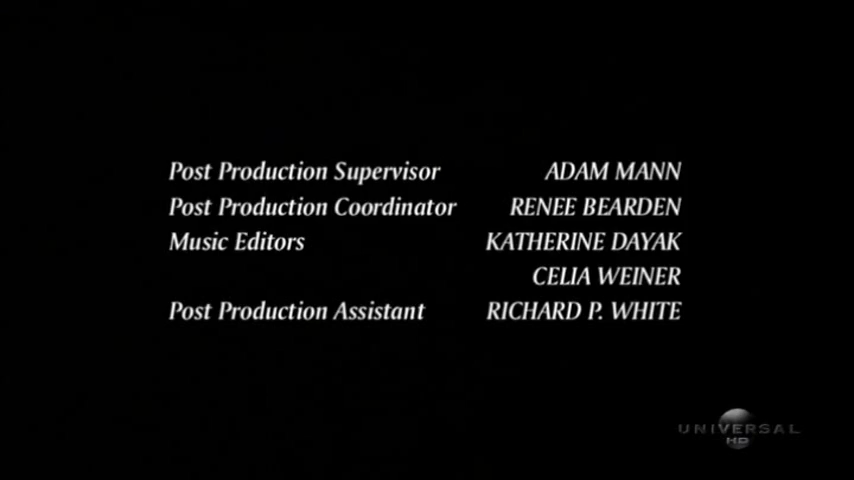 Post Production Supervisor ADAM MANN
Post Production Coordinator RENEE BEARDEN
Music Editors KATHERINE DAYAK
CELIA WEINER
Post Production Assistant RICHARD P. WHITE
UNIVERSAL
HD